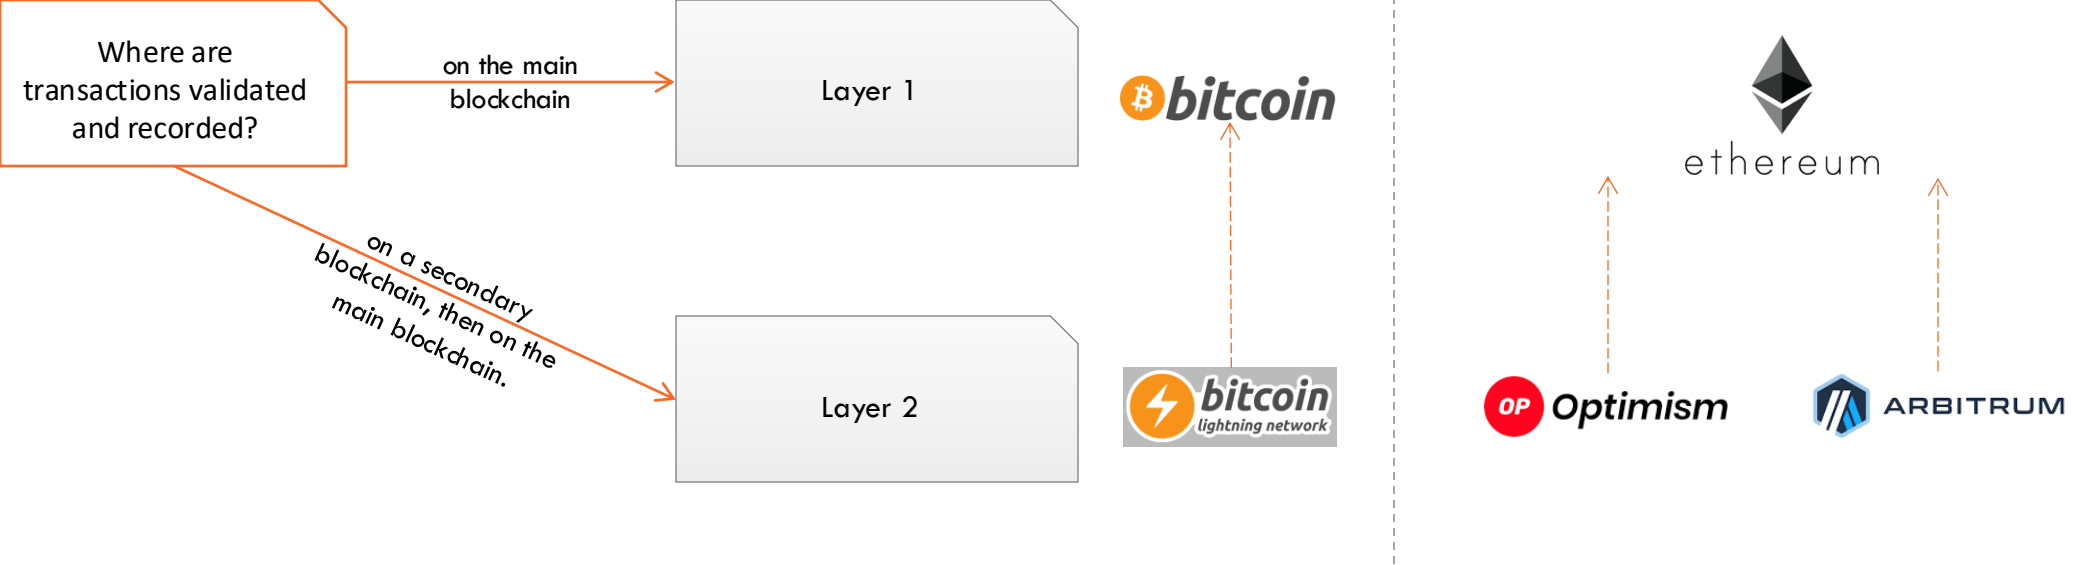 Where are
transactions validated
and recorded?
on the main
blockchain
Layer 1
bitcoin
ethereum
on a secondary
blockchain, then on the
main blockchain.
Layer 2
bitcoin
lightning network
OP Optimism
ARBITRUM